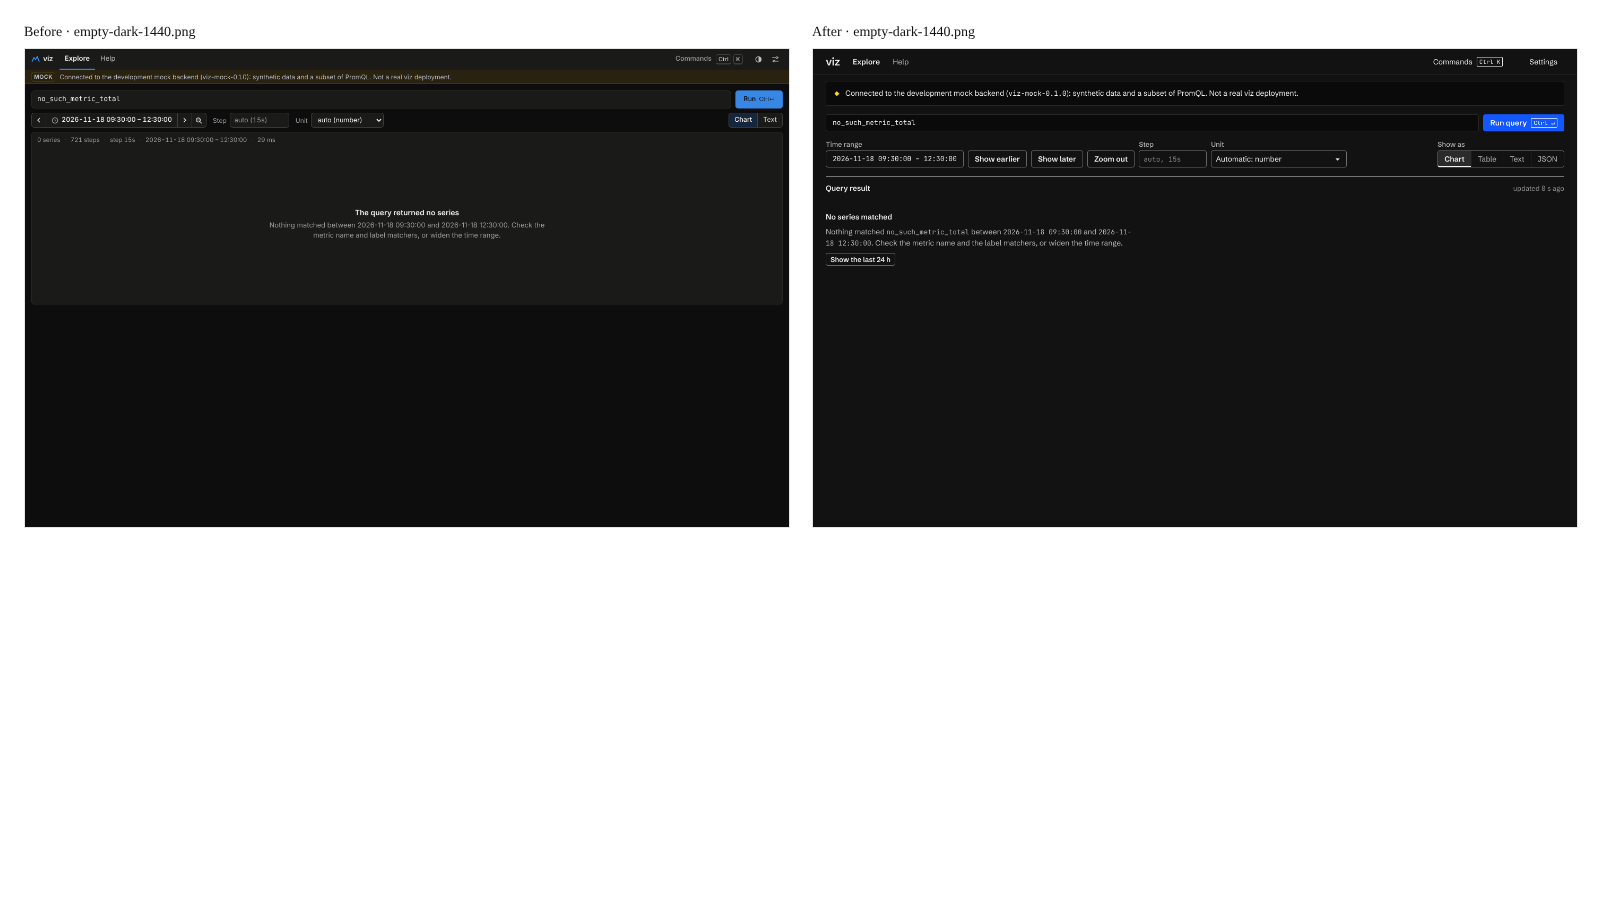 Before · empty-dark-1440.png
viz Explore Help Commands Ctrl K
MOCK Connected to the development mock backend (viz-mock-0.1.0): synthetic data and a subset of PromQL. Not a real viz deployment.
no_such_metric_total Run Ctrl↵
2026-11-18 09:30:00 – 12:30:00 Step auto (15s) Unit auto (number) Chart Text
0 series 721 steps step 15s 2026-11-18 09:30:00 – 12:30:00 29 ms
The query returned no series
Nothing matched between 2026-11-18 09:30:00 and 2026-11-18 12:30:00. Check the
metric name and label matchers, or widen the time range.
After · empty-dark-1440.png
viz Explore Help Commands Ctrl K Settings
Connected to the development mock backend (viz-mock-0.1.0): synthetic data and a subset of PromQL. Not a real viz deployment.
no_such_metric_total Run query Ctrl ↵
Time range Step Unit Show as
2026-11-18 09:30:00 – 12:30:00 Show earlier Show later Zoom out auto, 15s Automatic: number Chart Table Text JSON
Query result updated 9 s ago
No series matched
Nothing matched no_such_metric_total between 2026-11-18 09:30:00 and 2026-11-
18 12:30:00. Check the metric name and the label matchers, or widen the time range.
Show the last 24 h